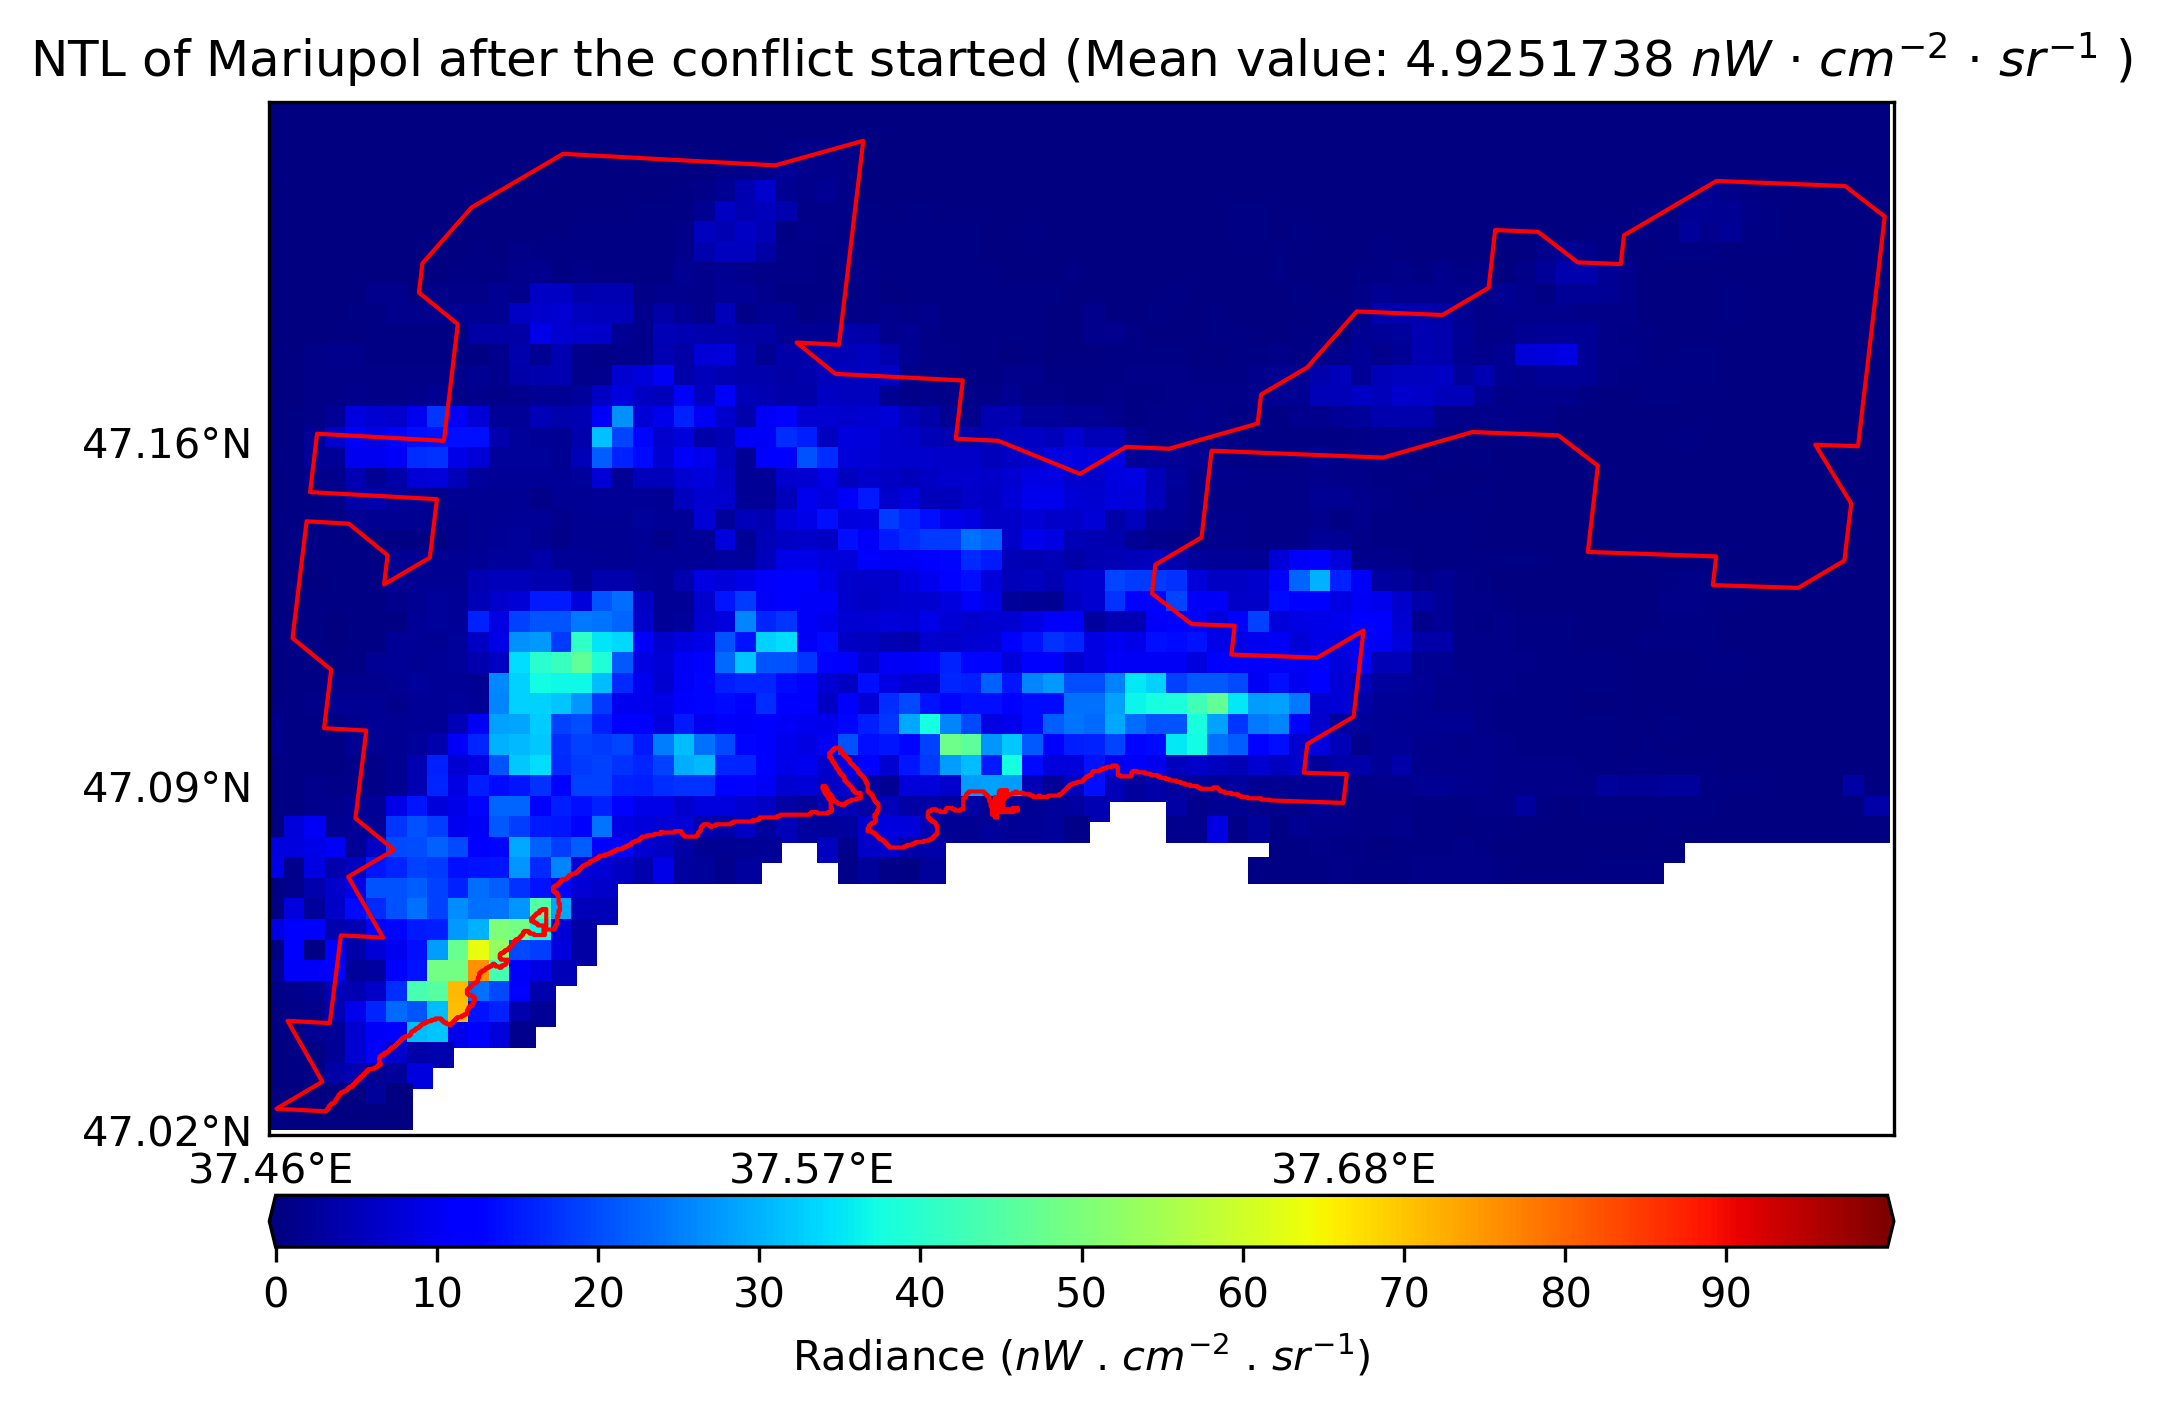 NTL of Mariupol after the conflict started (Mean value: 4.9251738 nW · cm⁻² · sr⁻¹ )
47.16°N
47.09°N
47.02°N
37.46°E 37.57°E 37.68°E
0 10 20 30 40 50 60 70 80 90
Radiance (nW . cm⁻² . sr⁻¹)